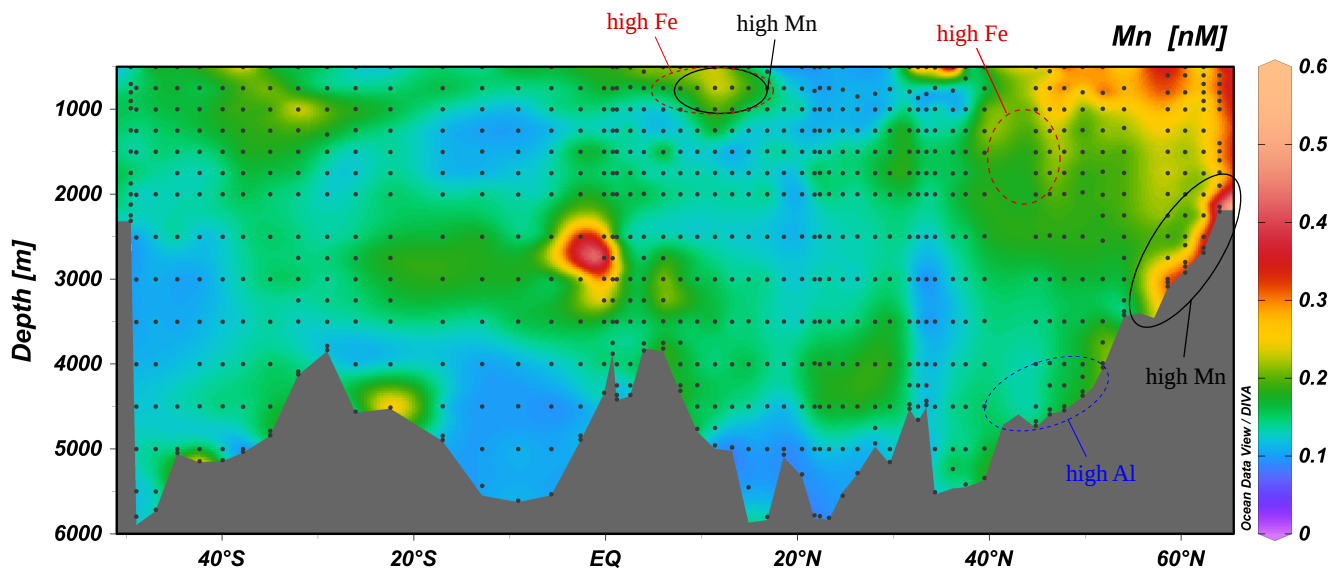 high Fe
high Mn
high Fe
Mn [nM]
0.6
0.5
0.4
0.3
0.2
0.1
0
Depth [m]
1000
2000
3000
4000
5000
6000
high Mn
high Al
Ocean Data View / DIVA
40°S
20°S
EQ
20°N
40°N
60°N